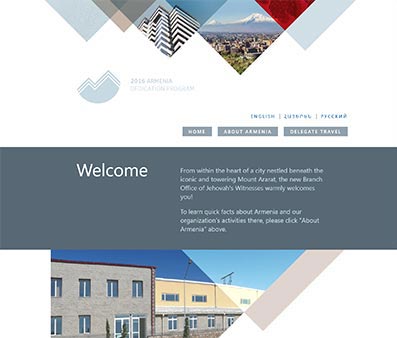 2016 ARMENIA
DEDICATION PROGRAM
ENGLISH | ՀԱՅԵՐԵՆ | РУССКИЙ
HOME ABOUT ARMENIA DELEGATE TRAVEL
Welcome
From within the heart of a city nestled beneath the
iconic and towering Mount Ararat, the new Branch
Office of Jehovah's Witnesses warmly welcomes
you!
To learn quick facts about Armenia and our
organization's activities there, please click "About
Armenia" above.